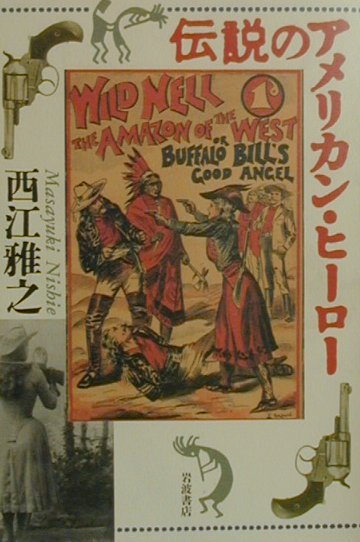 伝説の
アメリカン・ヒーロー
WILD NELL
THE AMAZON OF THE WEST
OR
BUFFALO BILL'S
GOOD ANGEL
1
西江雅之
Masayuki Nishie
岩波書店